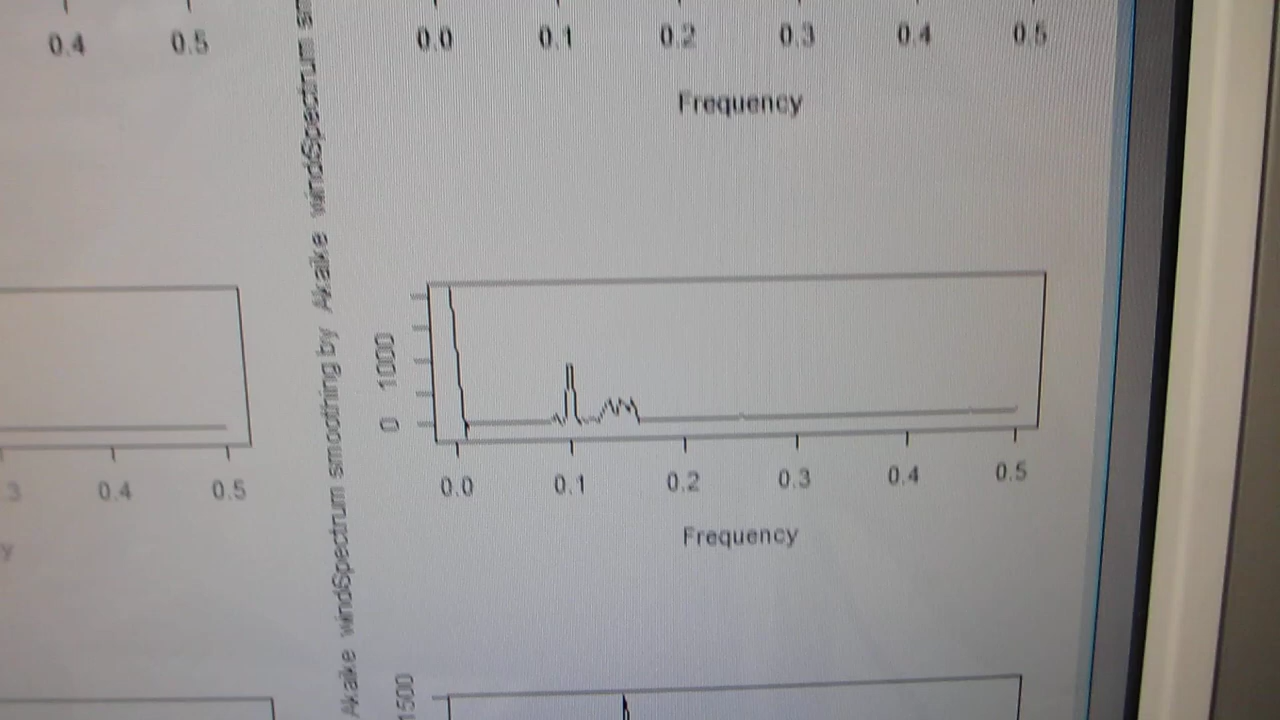 0.4 0.5
0.0 0.1 0.2 0.3 0.4 0.5
Frequency
Akaike windSpectrum smoothing by Akaike windSpectrum
0 1000
0.0 0.1 0.2 0.3 0.4 0.5
Frequency
3 0.4 0.5
y
1500